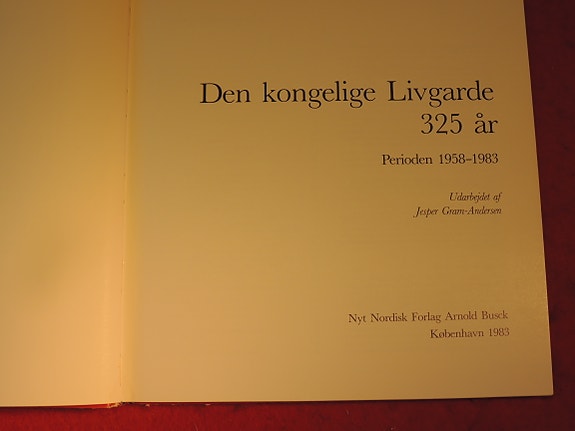 Den kongelige Livgarde
325 år
Perioden 1958–1983
Udarbejdet af
Jesper Gram-Andersen
Nyt Nordisk Forlag Arnold Busck
København 1983